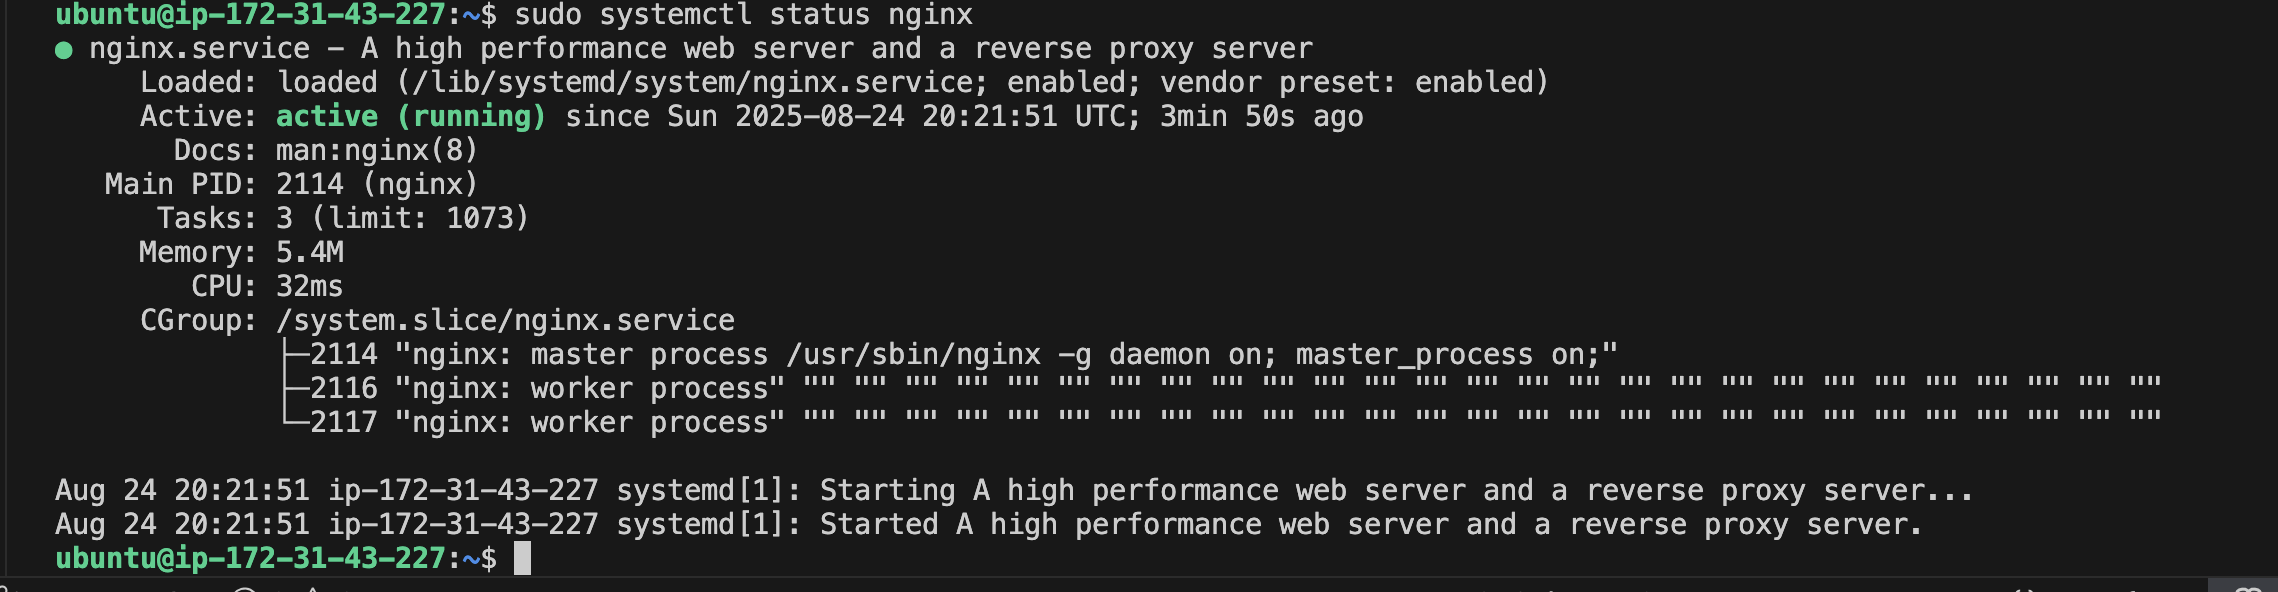 ubuntu@ip-172-31-43-227:~$ sudo systemctl status nginx
● nginx.service - A high performance web server and a reverse proxy server
     Loaded: loaded (/lib/systemd/system/nginx.service; enabled; vendor preset: enabled)
     Active: active (running) since Sun 2025-08-24 20:21:51 UTC; 3min 50s ago
       Docs: man:nginx(8)
   Main PID: 2114 (nginx)
      Tasks: 3 (limit: 1073)
     Memory: 5.4M
        CPU: 32ms
     CGroup: /system.slice/nginx.service
             ├─2114 "nginx: master process /usr/sbin/nginx -g daemon on; master_process on;"
             ├─2116 "nginx: worker process" "" "" "" "" "" "" "" "" "" "" "" "" "" "" "" "" "" "" "" "" "" "" "" "" "" "" ""
             └─2117 "nginx: worker process" "" "" "" "" "" "" "" "" "" "" "" "" "" "" "" "" "" "" "" "" "" "" "" "" "" "" ""

Aug 24 20:21:51 ip-172-31-43-227 systemd[1]: Starting A high performance web server and a reverse proxy server...
Aug 24 20:21:51 ip-172-31-43-227 systemd[1]: Started A high performance web server and a reverse proxy server.
ubuntu@ip-172-31-43-227:~$